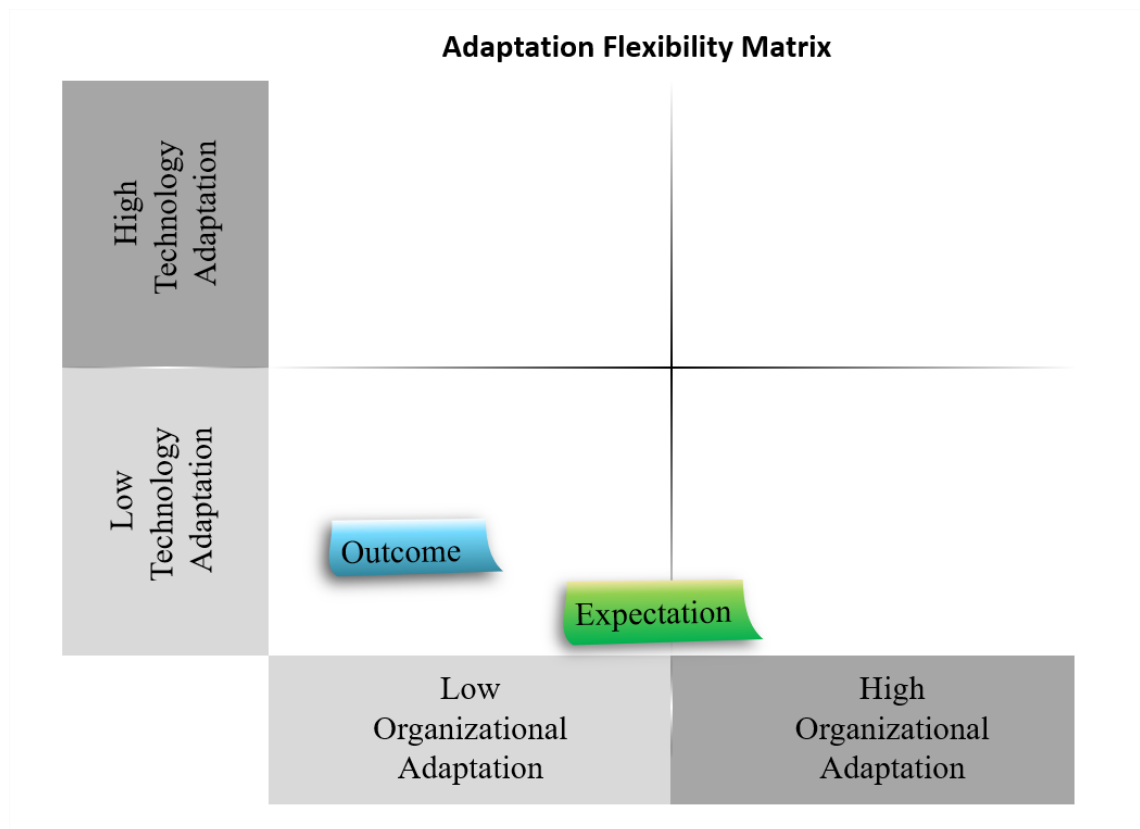 Adaptation Flexibility Matrix
High
Technology
Adaptation
Low
Technology
Adaptation
Outcome
Expectation
Low
Organizational
Adaptation
High
Organizational
Adaptation